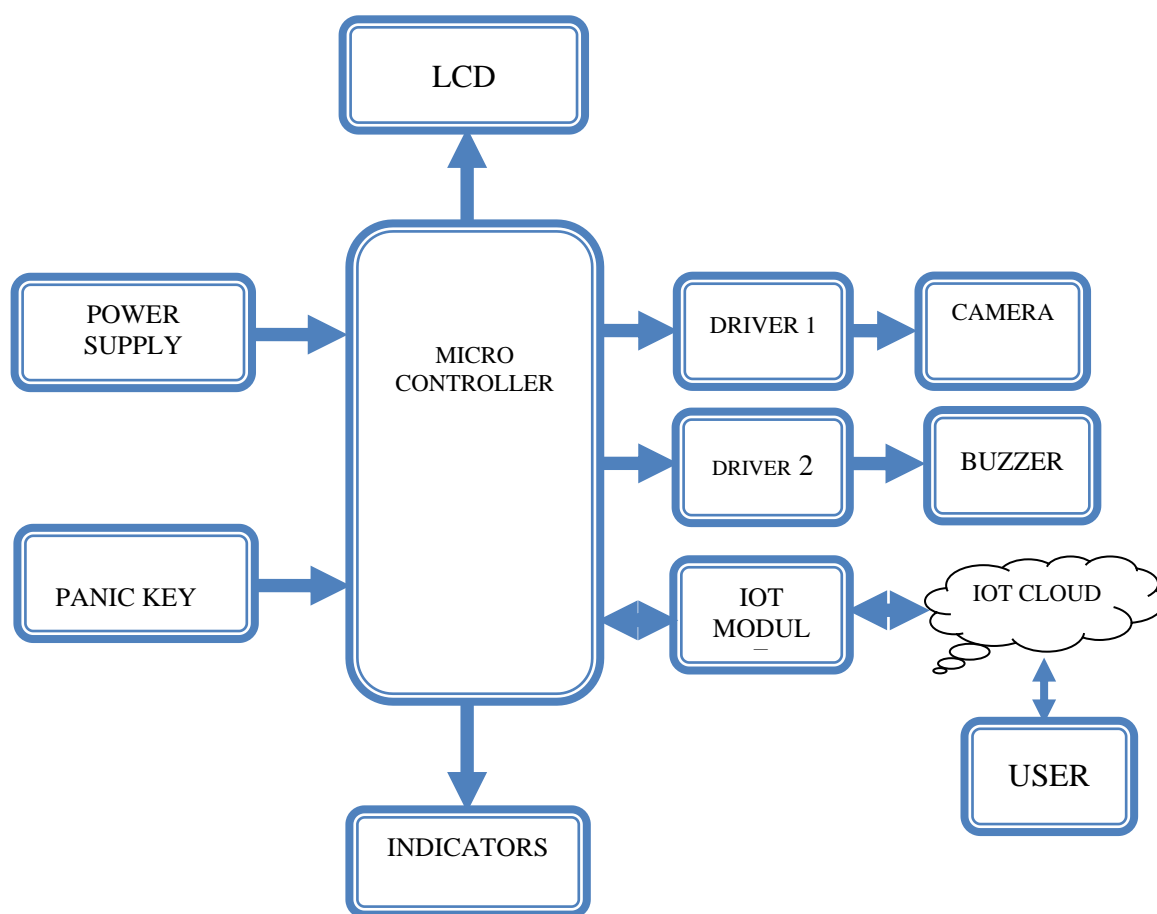 LCD
POWER
SUPPLY
MICRO
CONTROLLER
DRIVER 1
CAMERA
DRIVER 2
BUZZER
PANIC KEY
IOT
MODUL
IOT CLOUD
USER
INDICATORS